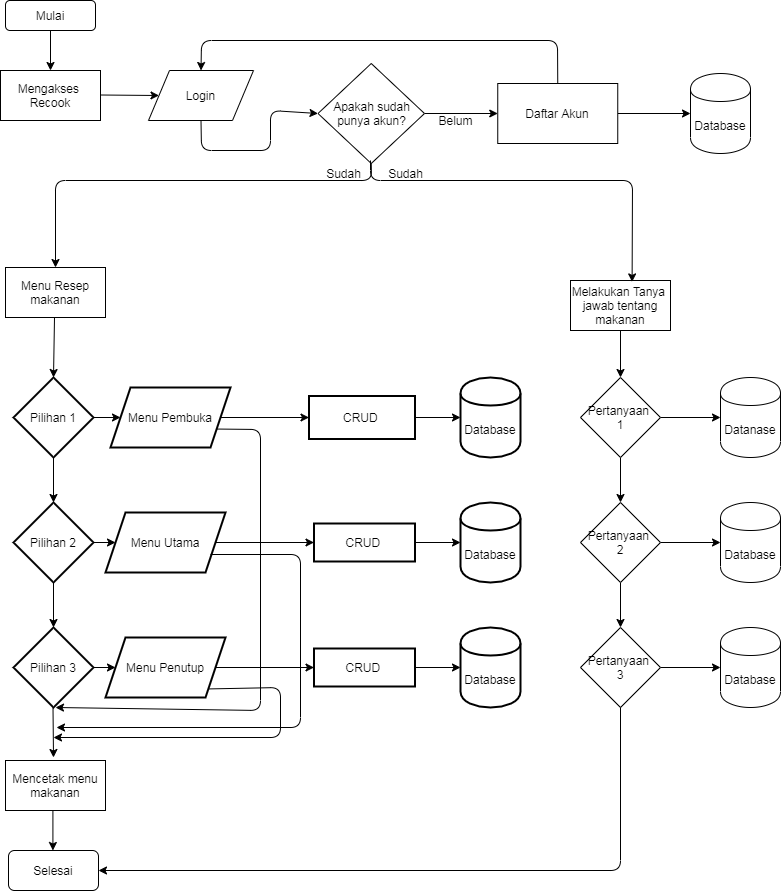 Mulai
Mengakses
Recook
Login
Apakah sudah
punya akun?
Belum
Daftar Akun
Database
Sudah
Sudah
Menu Resep
makanan
Melakukan Tanya
jawab tentang
makanan
Pilihan 1
Menu Pembuka
CRUD
Database
Pertanyaan
1
Datanase
Pilihan 2
Menu Utama
CRUD
Database
Pertanyaan
2
Database
Pilihan 3
Menu Penutup
CRUD
Database
Pertanyaan
3
Database
Mencetak menu
makanan
Selesai